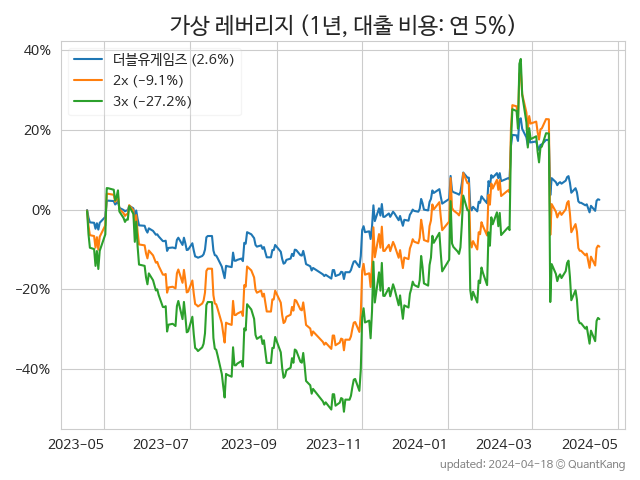 가상 레버리지 (1년, 대출 비용: 연 5%)
더블유게임즈 (2.6%)
2x (−9.1%)
3x (−27.2%)
40%
20%
0%
−20%
−40%
2023-05 2023-07 2023-09 2023-11 2024-01 2024-03 2024-05
updated: 2024-04-18 © QuantKang